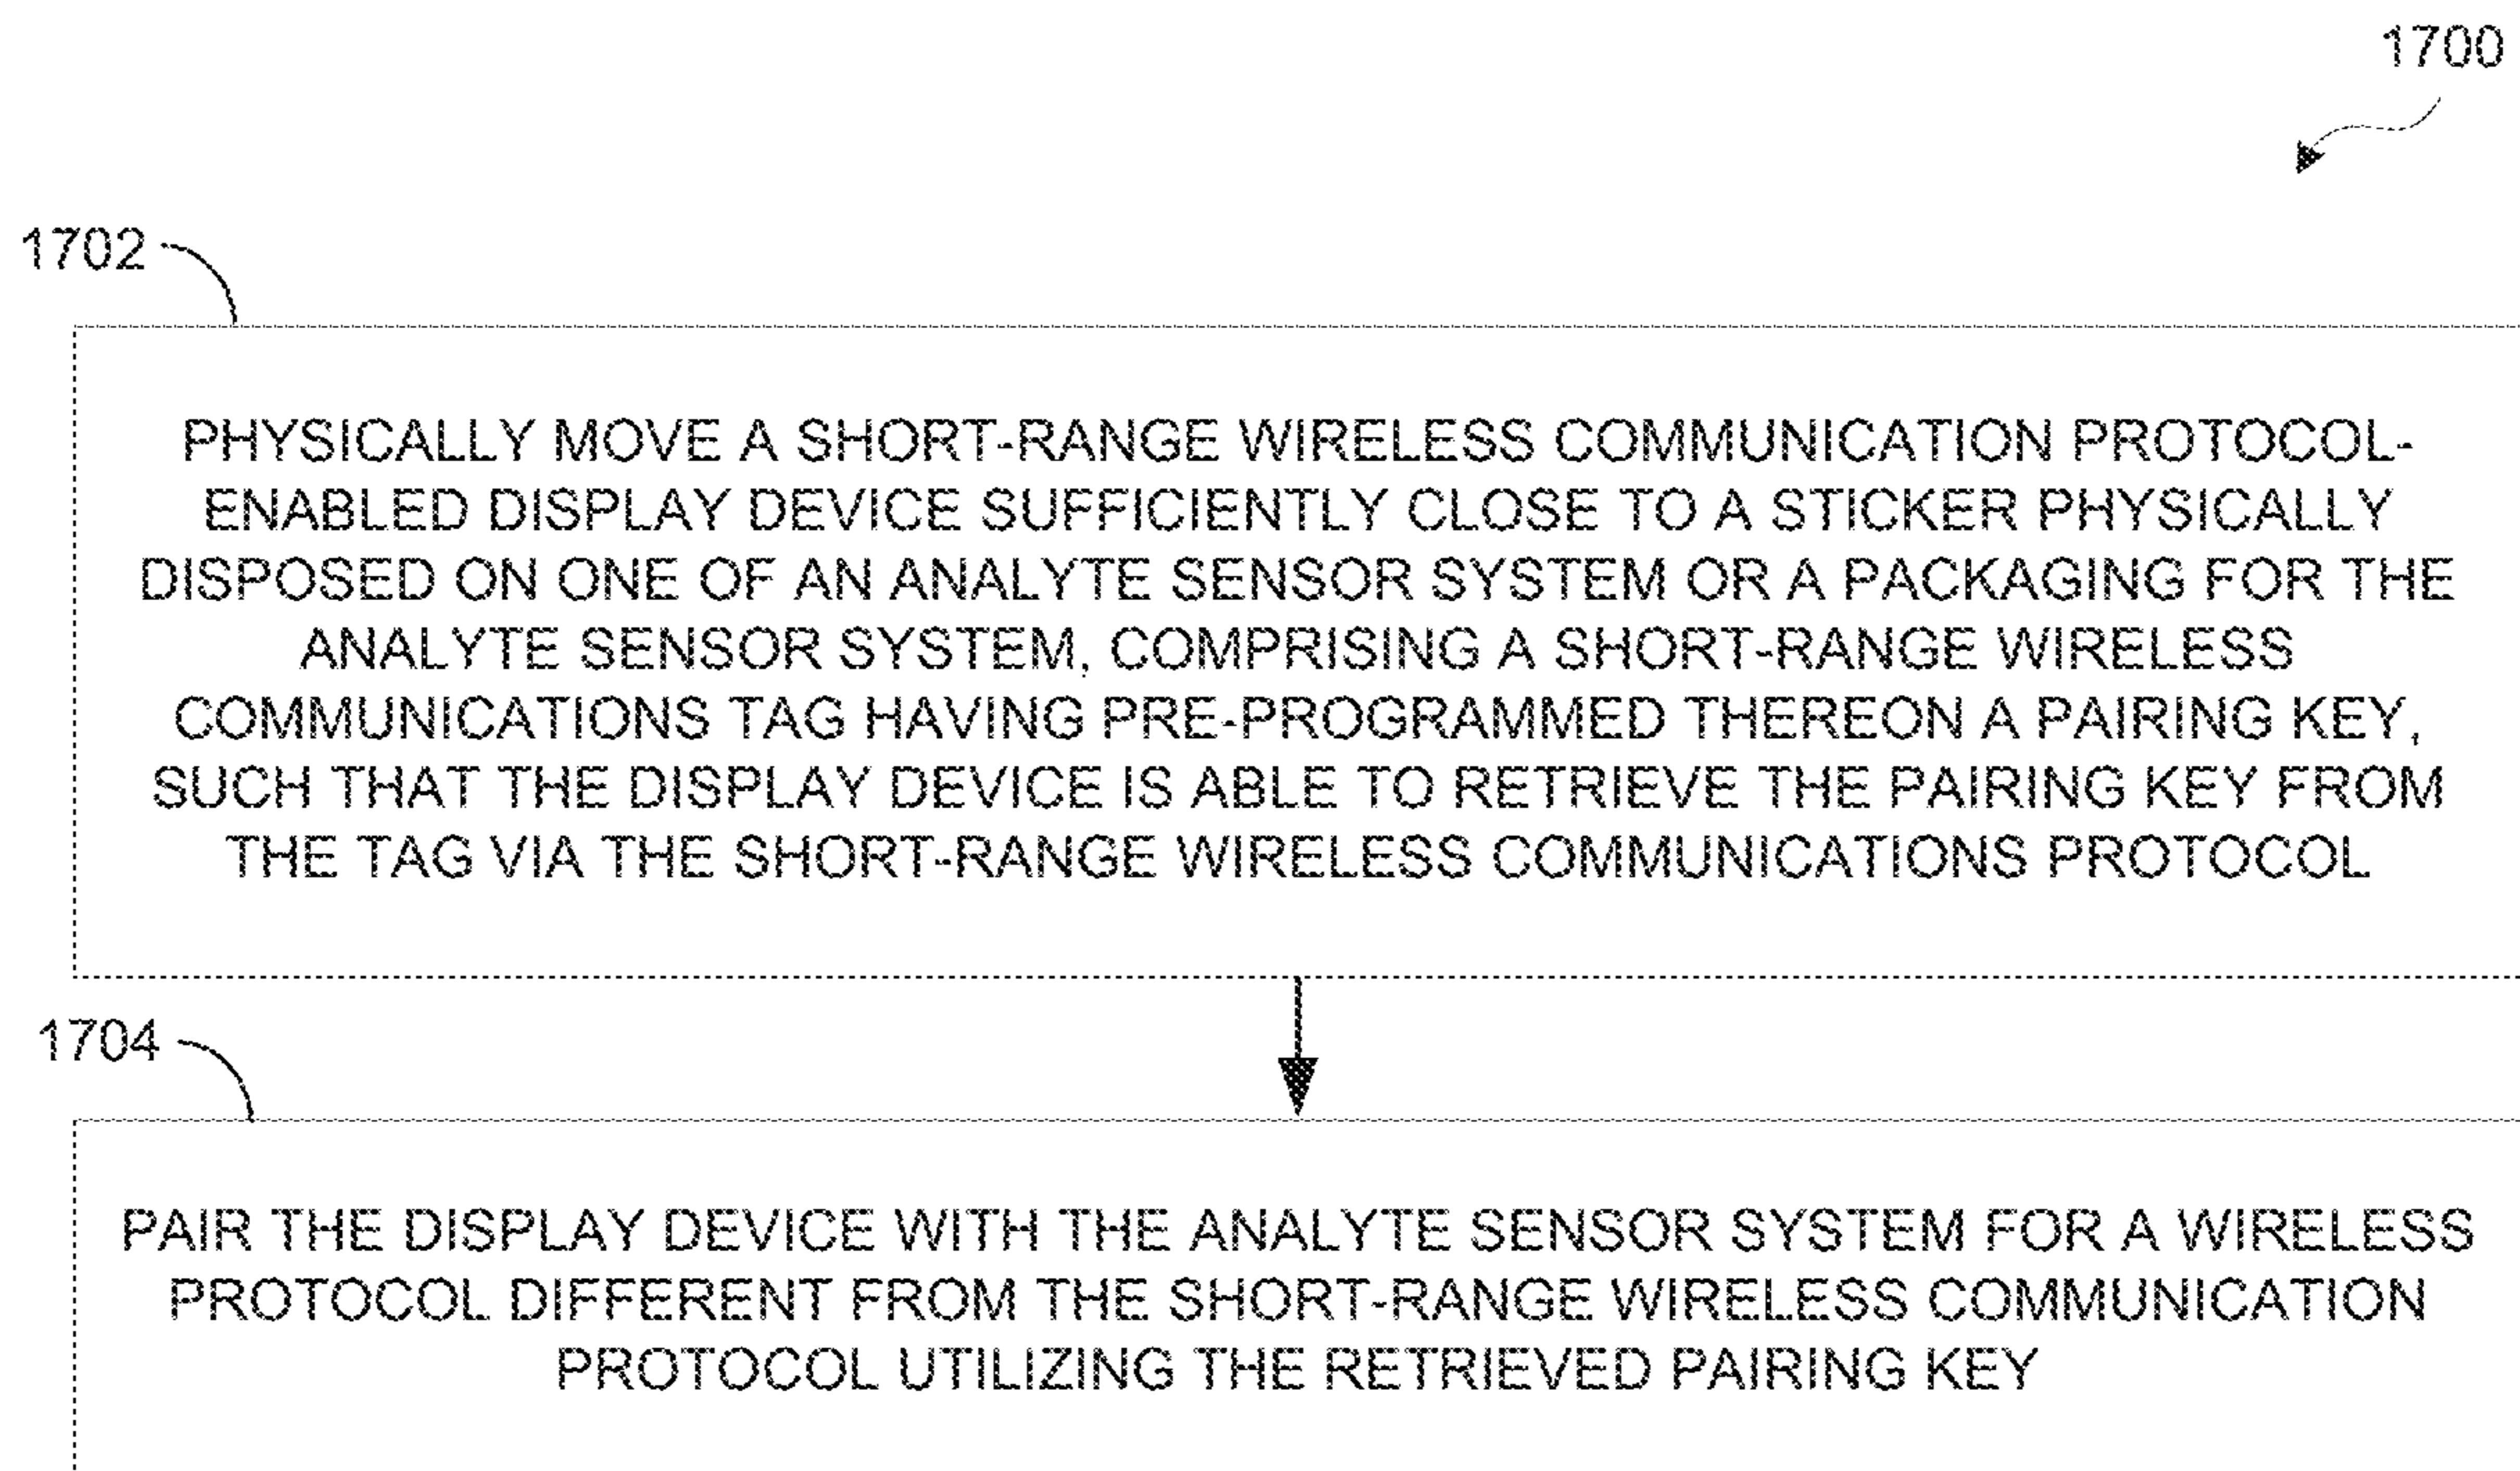 1700
1702
PHYSICALLY MOVE A SHORT-RANGE WIRELESS COMMUNICATION PROTOCOL-
ENABLED DISPLAY DEVICE SUFFICIENTLY CLOSE TO A STICKER PHYSICALLY
DISPOSED ON ONE OF AN ANALYTE SENSOR SYSTEM OR A PACKAGING FOR THE
ANALYTE SENSOR SYSTEM, COMPRISING A SHORT-RANGE WIRELESS
COMMUNICATIONS TAG HAVING PRE-PROGRAMMED THEREON A PAIRING KEY,
SUCH THAT THE DISPLAY DEVICE IS ABLE TO RETRIEVE THE PAIRING KEY FROM
THE TAG VIA THE SHORT-RANGE WIRELESS COMMUNICATIONS PROTOCOL
1704
PAIR THE DISPLAY DEVICE WITH THE ANALYTE SENSOR SYSTEM FOR A WIRELESS
PROTOCOL DIFFERENT FROM THE SHORT-RANGE WIRELESS COMMUNICATION
PROTOCOL UTILIZING THE RETRIEVED PAIRING KEY